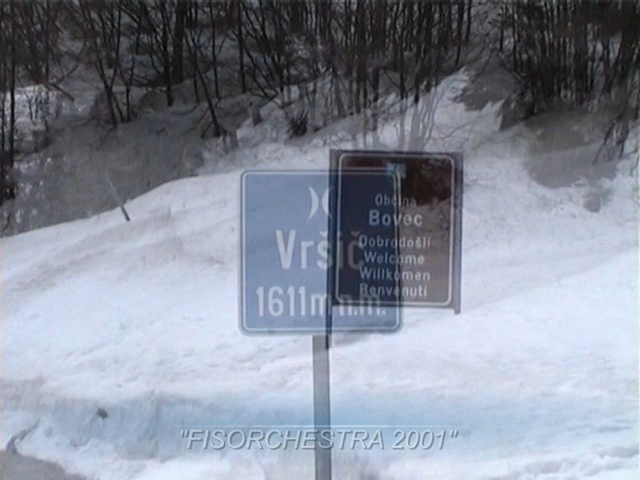 Vršič
1611m n.m.
Občina
Bovec
Dobrodošli
Welcome
Willkomen
Benvenuti
"FISORCHESTRA 2001"